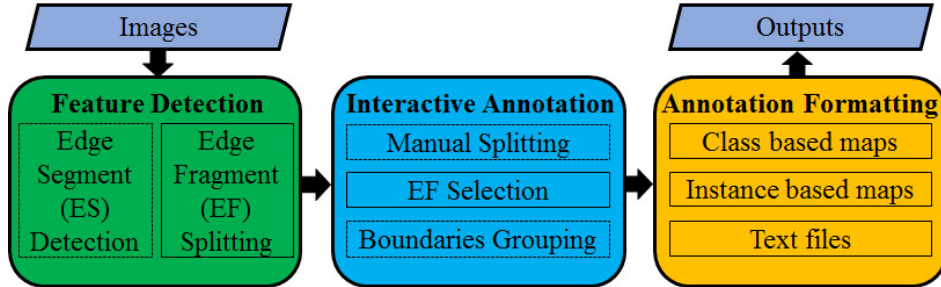 Images
Outputs
Feature Detection
Edge
Segment
(ES)
Detection
Edge
Fragment
(EF)
Splitting
Interactive Annotation
Manual Splitting
EF Selection
Boundaries Grouping
Annotation Formatting
Class based maps
Instance based maps
Text files